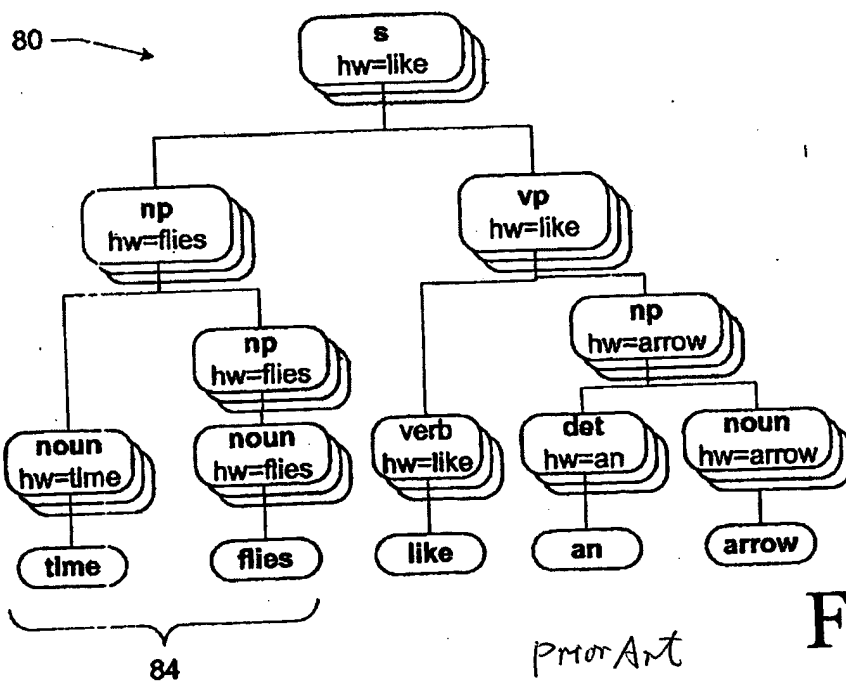 80
s
hw=like
np
hw=flies
vp
hw=like
np
hw=flies
np
hw=arrow
noun
hw=time
noun
hw=flies
verb
hw=like
det
hw=an
noun
hw=arrow
time
flies
like
an
arrow
84
Prior Art
F